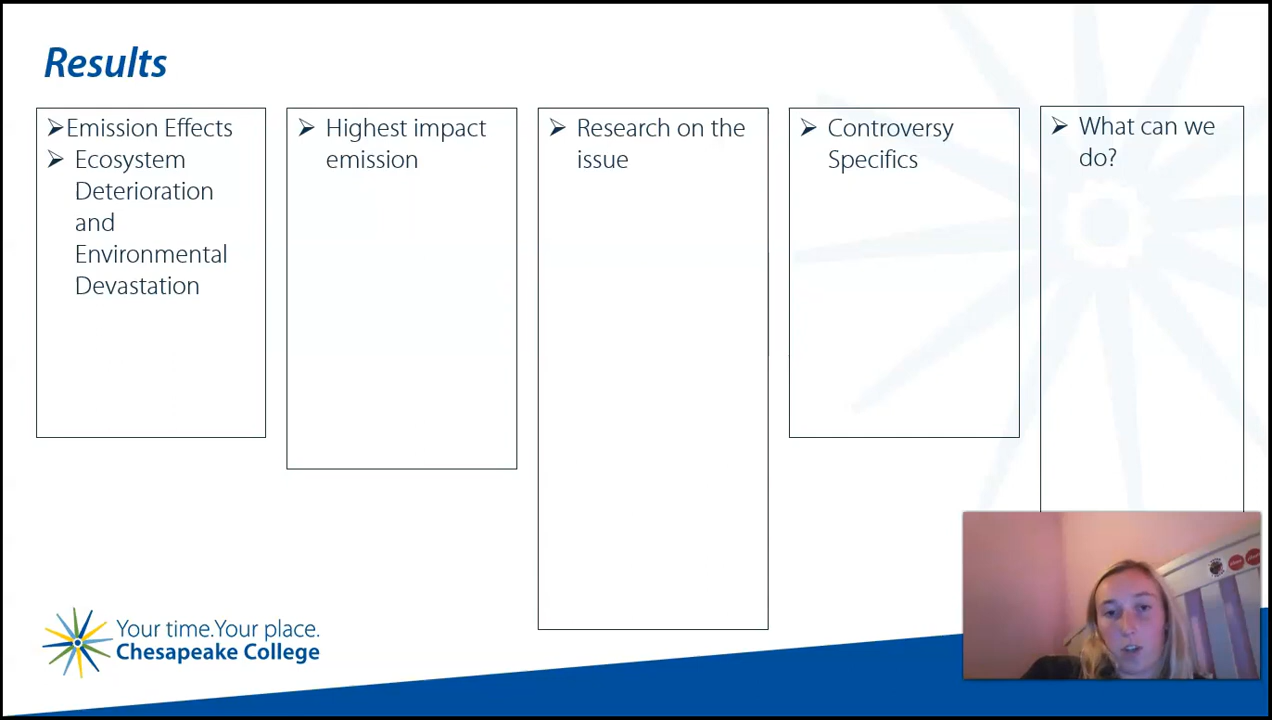 Results
➢Emission Effects
➢ Ecosystem
Deterioration
and
Environmental
Devastation
➢ Highest impact
emission
➢ Research on the
issue
➢ Controversy
Specifics
➢ What can we
do?
Your time.Your place.
Chesapeake College